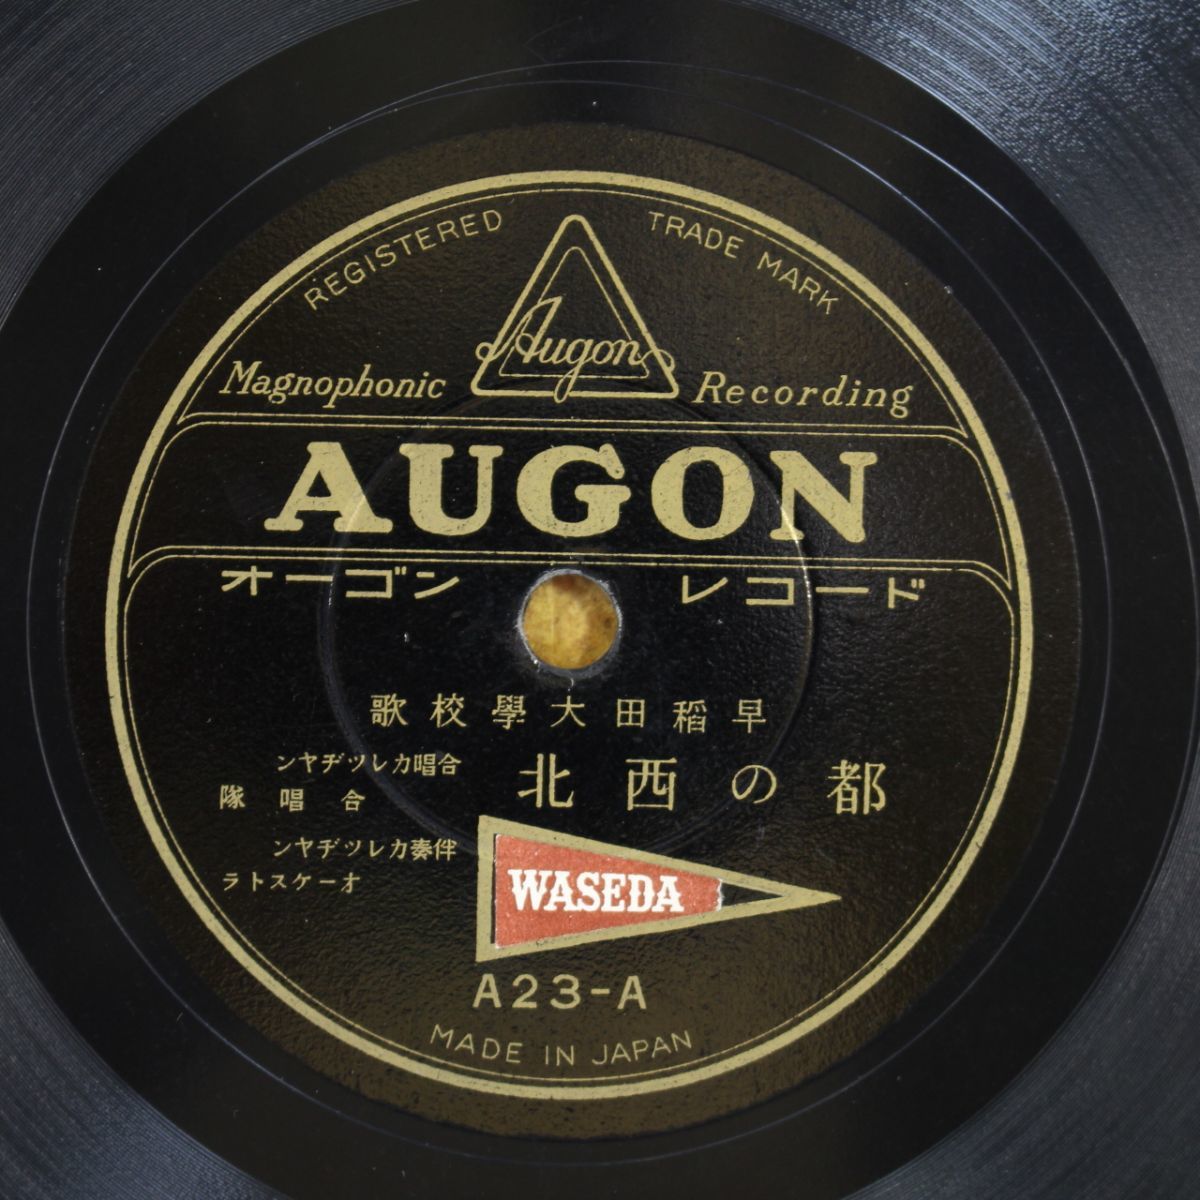 REGISTERED TRADE MARK
Augon
Magnophonic Recording
AUGON
オーゴン レコード
早稲田大學校歌
都の西北
合唱カレツヂヤン
合唱隊
伴奏カレツヂヤン
オーケストラ
WASEDA
A23-A
MADE IN JAPAN